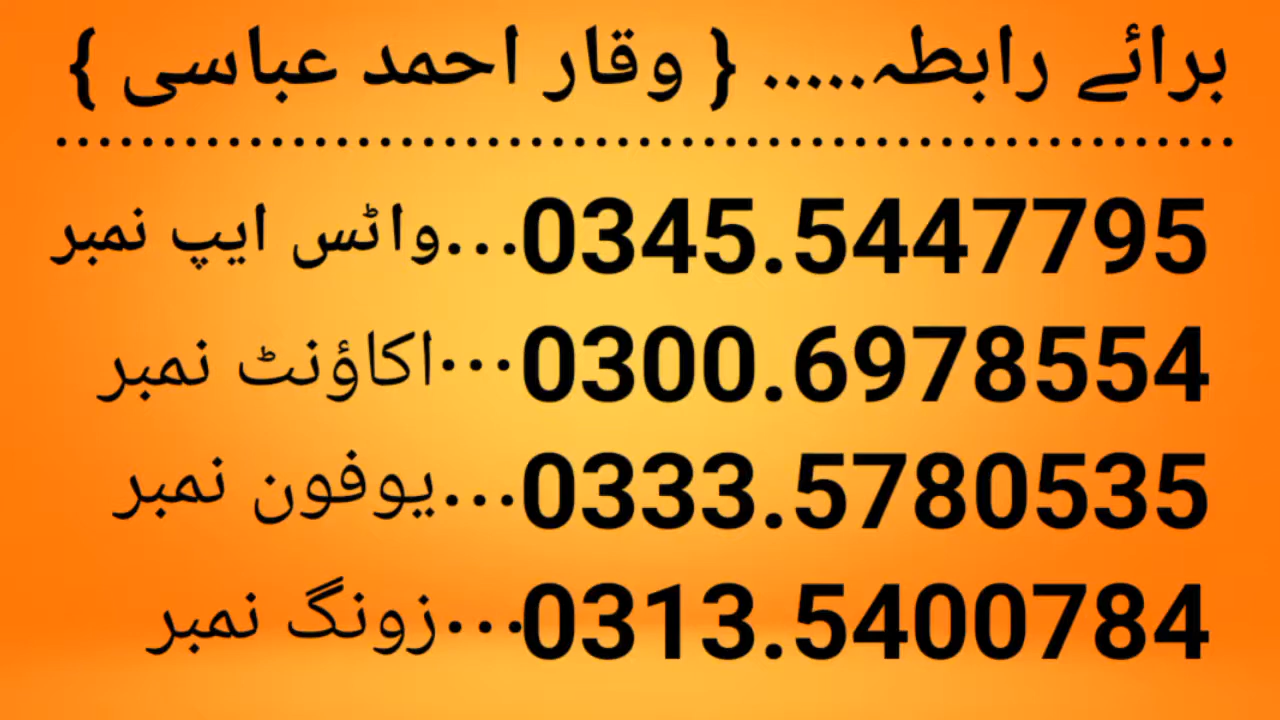 برائے رابطہ..... { وقار احمد عباسی }
0345.5447795...واٹس ایپ نمبر
0300.6978554...اکاؤنٹ نمبر
0333.5780535...یوفون نمبر
0313.5400784...زونگ نمبر